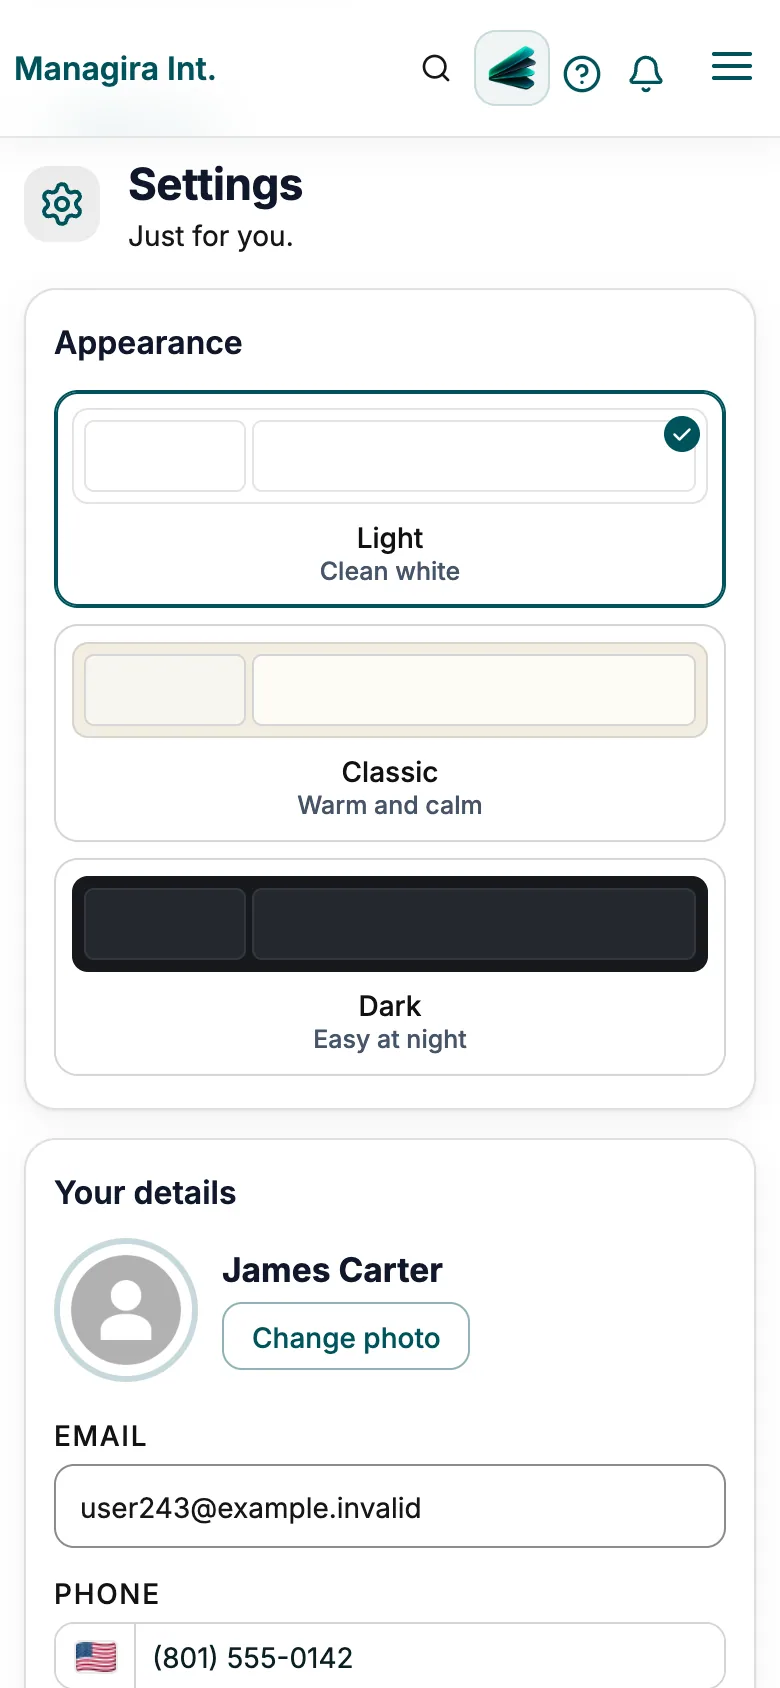 Managira Int.
Settings
Just for you.
Appearance
Light
Clean white
Classic
Warm and calm
Dark
Easy at night
Your details
James Carter
Change photo
EMAIL
user243@example.invalid
PHONE
(801) 555-0142